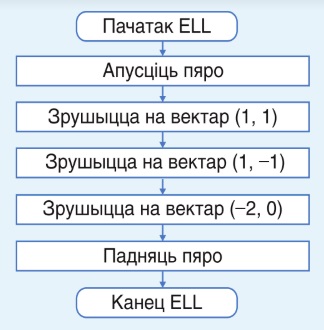 Пачатак ELL
Апусціць пяро
Зрушыцца на вектар (1, 1)
Зрушыцца на вектар (1, –1)
Зрушыцца на вектар (–2, 0)
Падняць пяро
Канец ELL